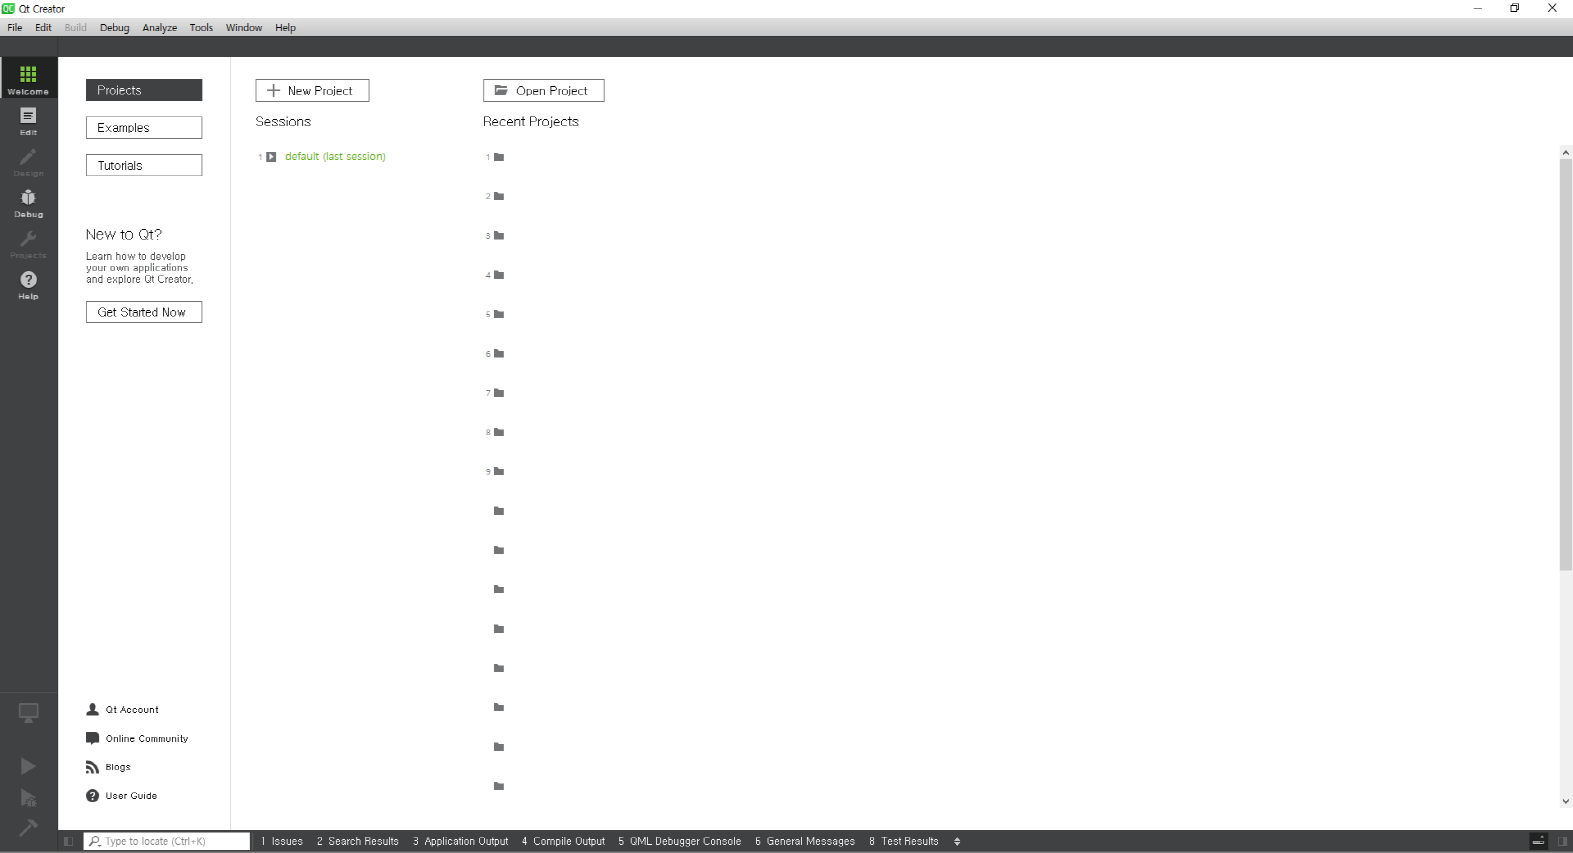 QC Qt Creator
File Edit Build Debug Analyze Tools Window Help
Welcome
Edit
Design
Debug
Projects
Help
Projects
Examples
Tutorials
New to Qt?
Learn how to develop
your own applications
and explore Qt Creator.
Get Started Now
Qt Account
Online Community
Blogs
User Guide
New Project
Sessions
1 default (last session)
Open Project
Recent Projects
1
2
3
4
5
6
7
8
9
Type to locate (Ctrl+K) 1 Issues 2 Search Results 3 Application Output 4 Compile Output 5 QML Debugger Console 6 General Messages 8 Test Results